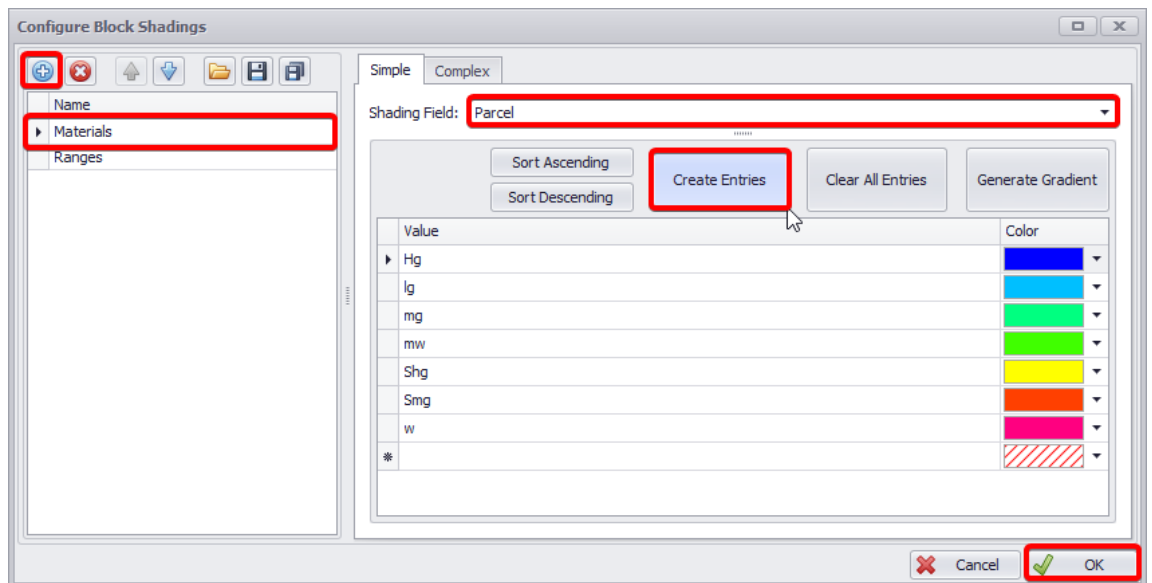 Configure Block Shadings
Name
Materials
Ranges
Simple Complex
Shading Field: Parcel
Sort Ascending
Sort Descending
Create Entries
Clear All Entries
Generate Gradient
Value Color
Hg
lg
mg
mw
Shg
Smg
w
Cancel OK